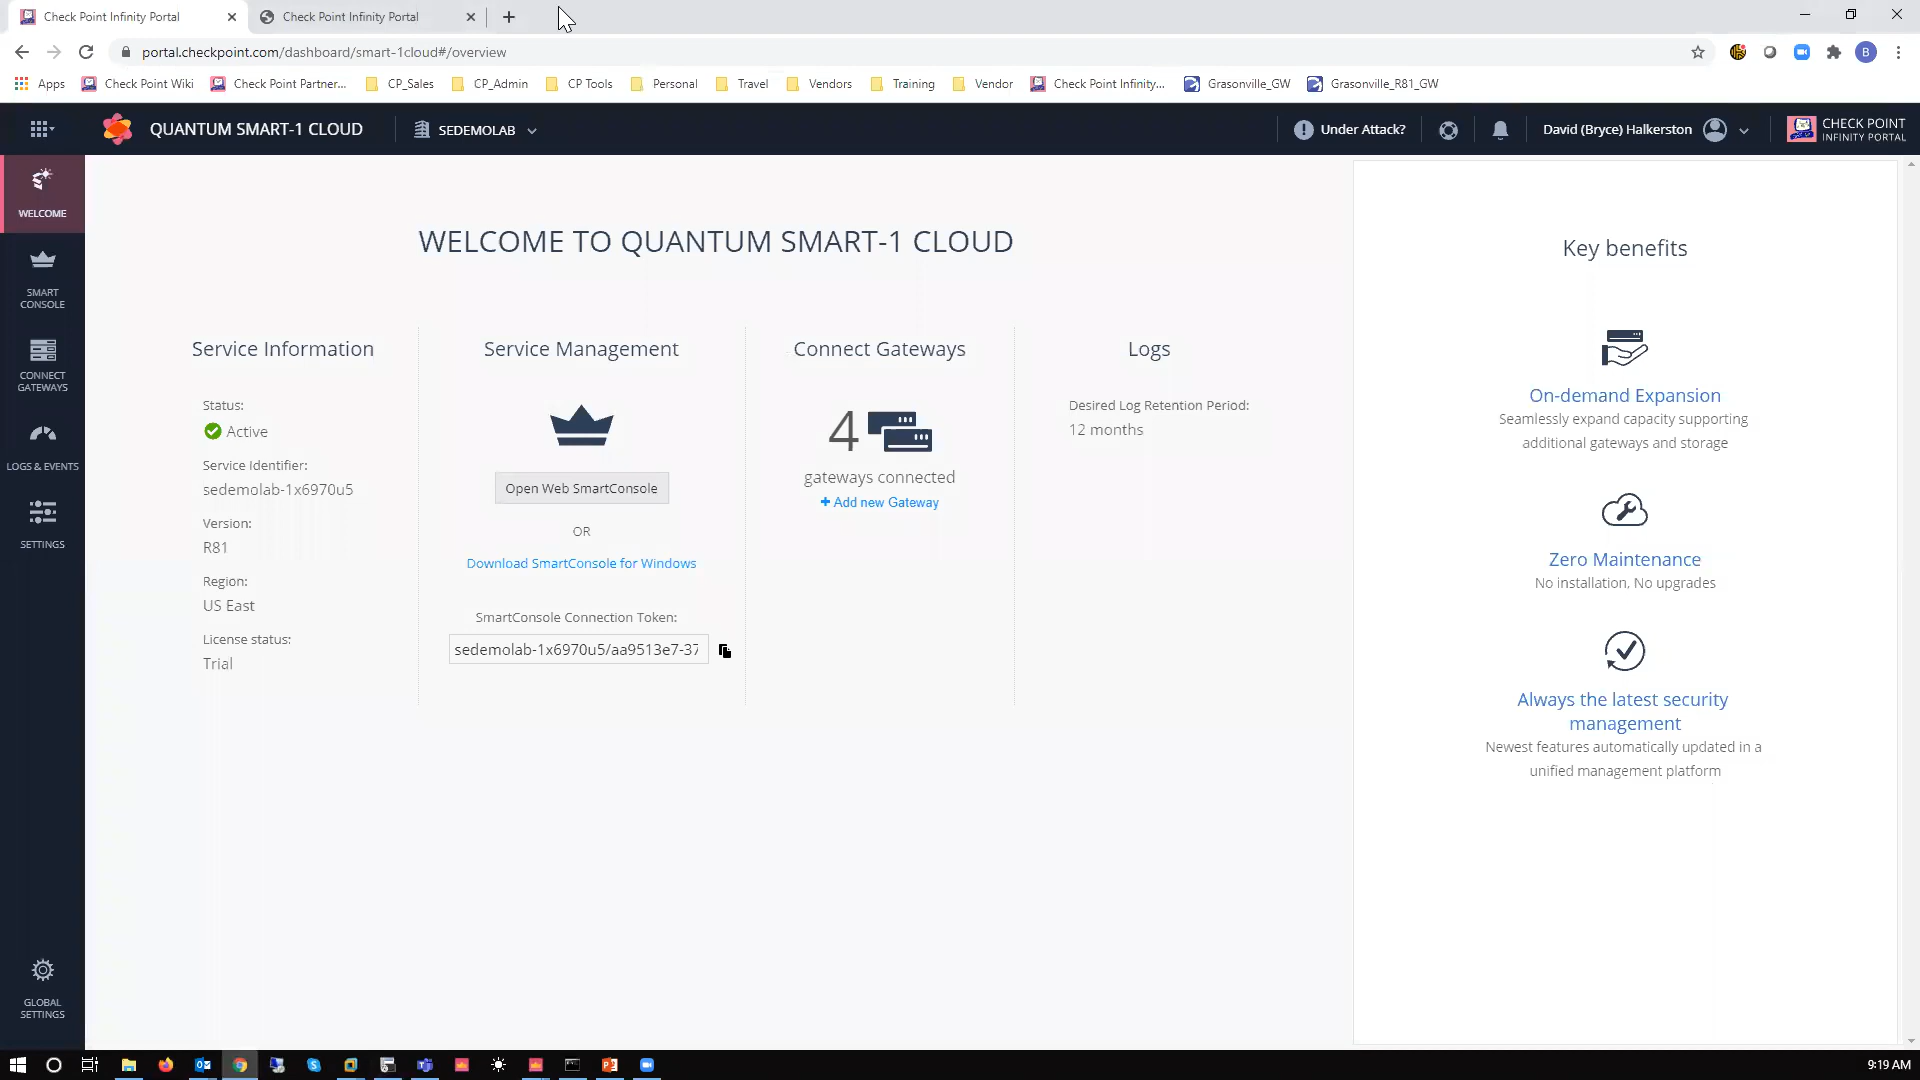 Check Point Infinity Portal
Check Point Infinity Portal
portal.checkpoint.com/dashboard/smart-1cloud#/overview
B
Apps
Check Point Wiki
Check Point Partner...
CP_Sales
CP_Admin
CP Tools
Personal
Travel
Vendors
Training
Vendor
Check Point Infinity...
Grasonville_GW
Grasonville_R81_GW
QUANTUM SMART-1 CLOUD
SEDEMOLAB
Under Attack?
David (Bryce) Halkerston
CHECK POINT
INFINITY PORTAL
WELCOME
SMART
CONSOLE
CONNECT
GATEWAYS
LOGS & EVENTS
SETTINGS
GLOBAL
SETTINGS
WELCOME TO QUANTUM SMART-1 CLOUD
Service Information
Status:
Active
Service Identifier:
sedemolab-1x6970u5
Version:
R81
Region:
US East
License status:
Trial
Service Management
Open Web SmartConsole
OR
Download SmartConsole for Windows
SmartConsole Connection Token:
sedemolab-1x6970u5/aa9513e7-37
Connect Gateways
4
gateways connected
+ Add new Gateway
Logs
Desired Log Retention Period:
12 months
Key benefits
On-demand Expansion
Seamlessly expand capacity supporting
additional gateways and storage
Zero Maintenance
No installation, No upgrades
Always the latest security
management
Newest features automatically updated in a
unified management platform
9:19 AM